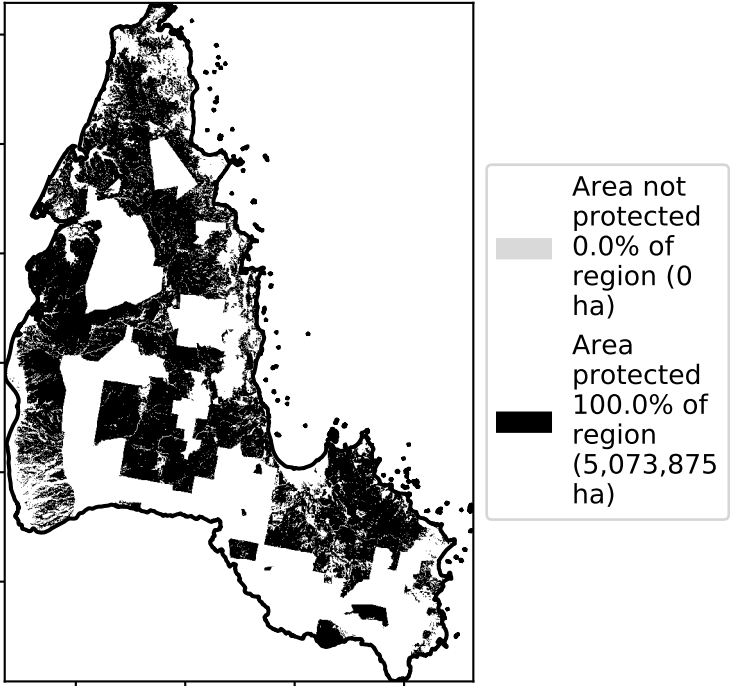 Area not
protected
0.0% of
region (0
ha)
Area
protected
100.0% of
region
(5,073,875
ha)